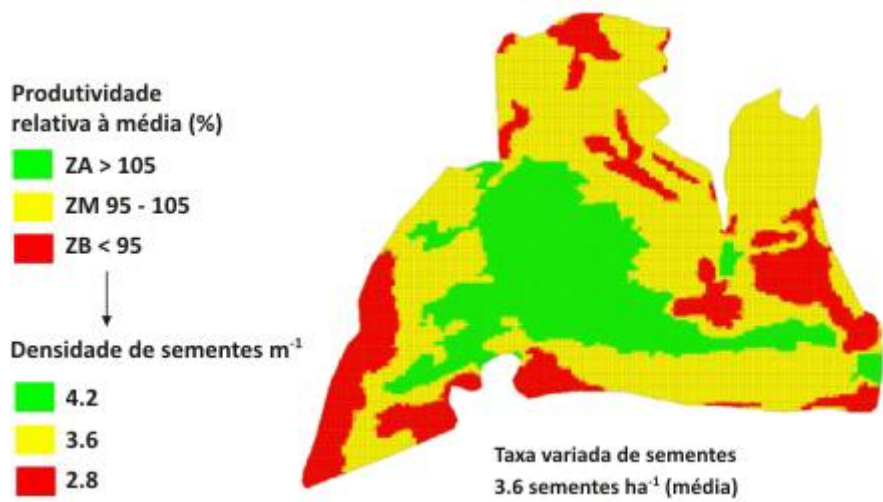 Produtividade
relativa à média (%)
ZA > 105
ZM 95 - 105
ZB < 95
Densidade de sementes m⁻¹
4.2
3.6
2.8
Taxa variada de sementes
3.6 sementes ha⁻¹ (média)